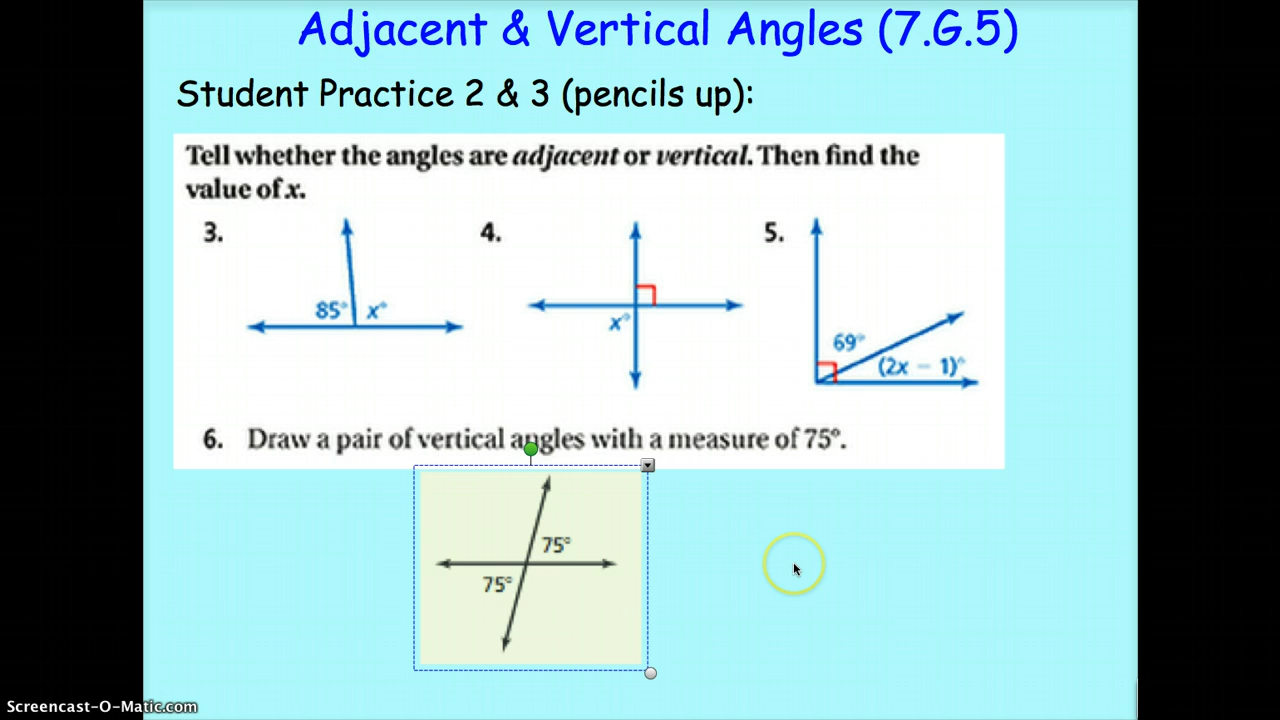 Adjacent & Vertical Angles (7.G.5)
Student Practice 2 & 3 (pencils up):
Tell whether the angles are adjacent or vertical. Then find the
value of x.
3.
4.
5.
85° x°
x°
69°
(2x − 1)°
6. Draw a pair of vertical angles with a measure of 75°.
75°
75°
Screencast-O-Matic.com